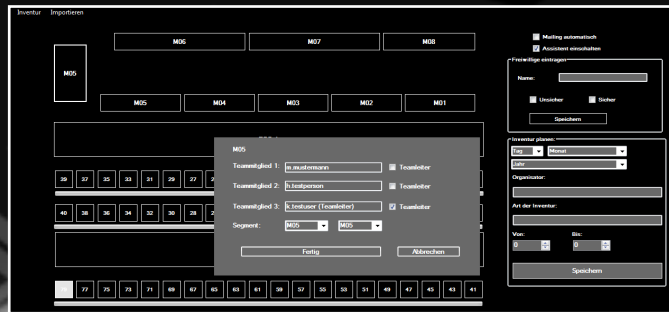 Inventur Importieren
M06 M07 M08
M05
M05 M04 M03 M02 M01
39 37 35 33 31 29 27
40 38 36 34 32 30 28
77 75 73 71 69 67 65 63 61 59 57 55 53 51 49 47 45 43 41
M05
Teammitglied 1: m.mustermann Teamleiter
Teammitglied 2: h.testperson Teamleiter
Teammitglied 3: k.testuser (Teamleiter) Teamleiter
Segment: M05 M05
Fertig Abbrechen
Mailing automatisch
Assistent einschalten
Freiwillige eintragen
Name:
Unsicher Sicher
Speichern
Inventur planen:
Tag Monat
Jahr
Organisator:
Art der Inventur:
Von: Bis:
0 0
Speichern